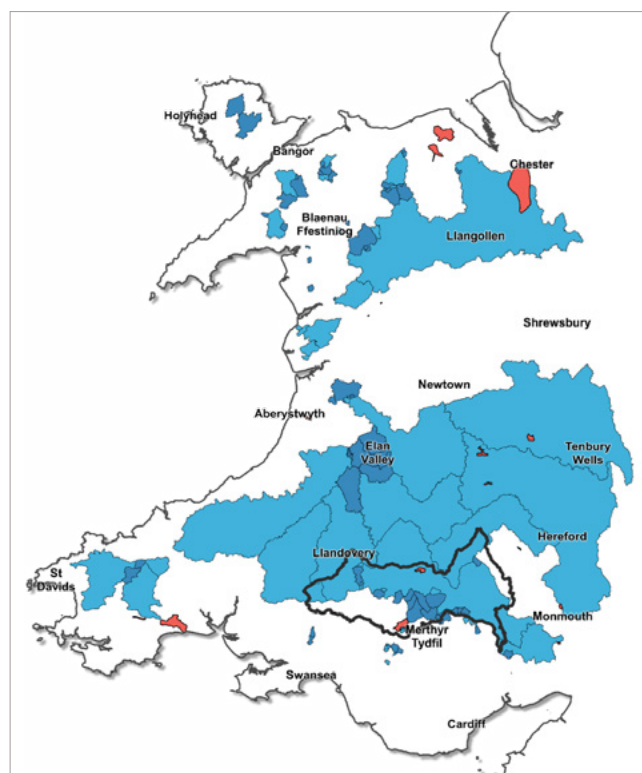 Holyhead
Bangor
Chester
Blaenau
Ffestiniog
Llangollen
Shrewsbury
Newtown
Aberystwyth
Elan
Valley
Tenbury
Wells
Hereford
Llandovery
St
Davids
Monmouth
Merthyr
Tydfil
Swansea
Cardiff